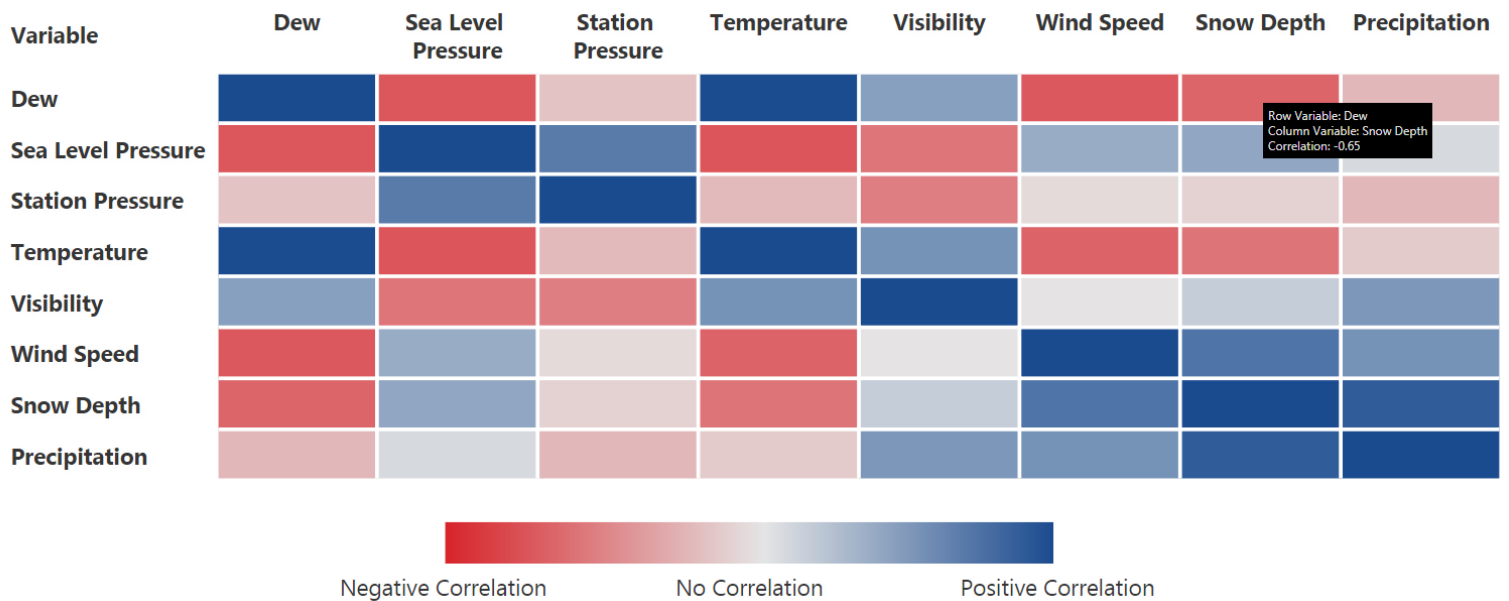 Variable
Dew
Sea Level
Pressure
Station
Pressure
Temperature
Visibility
Wind Speed
Snow Depth
Precipitation
Dew
Row Variable: Dew
Column Variable: Snow Depth
Correlation: -0.65
Sea Level Pressure
Station Pressure
Temperature
Visibility
Wind Speed
Snow Depth
Precipitation
Negative Correlation
No Correlation
Positive Correlation